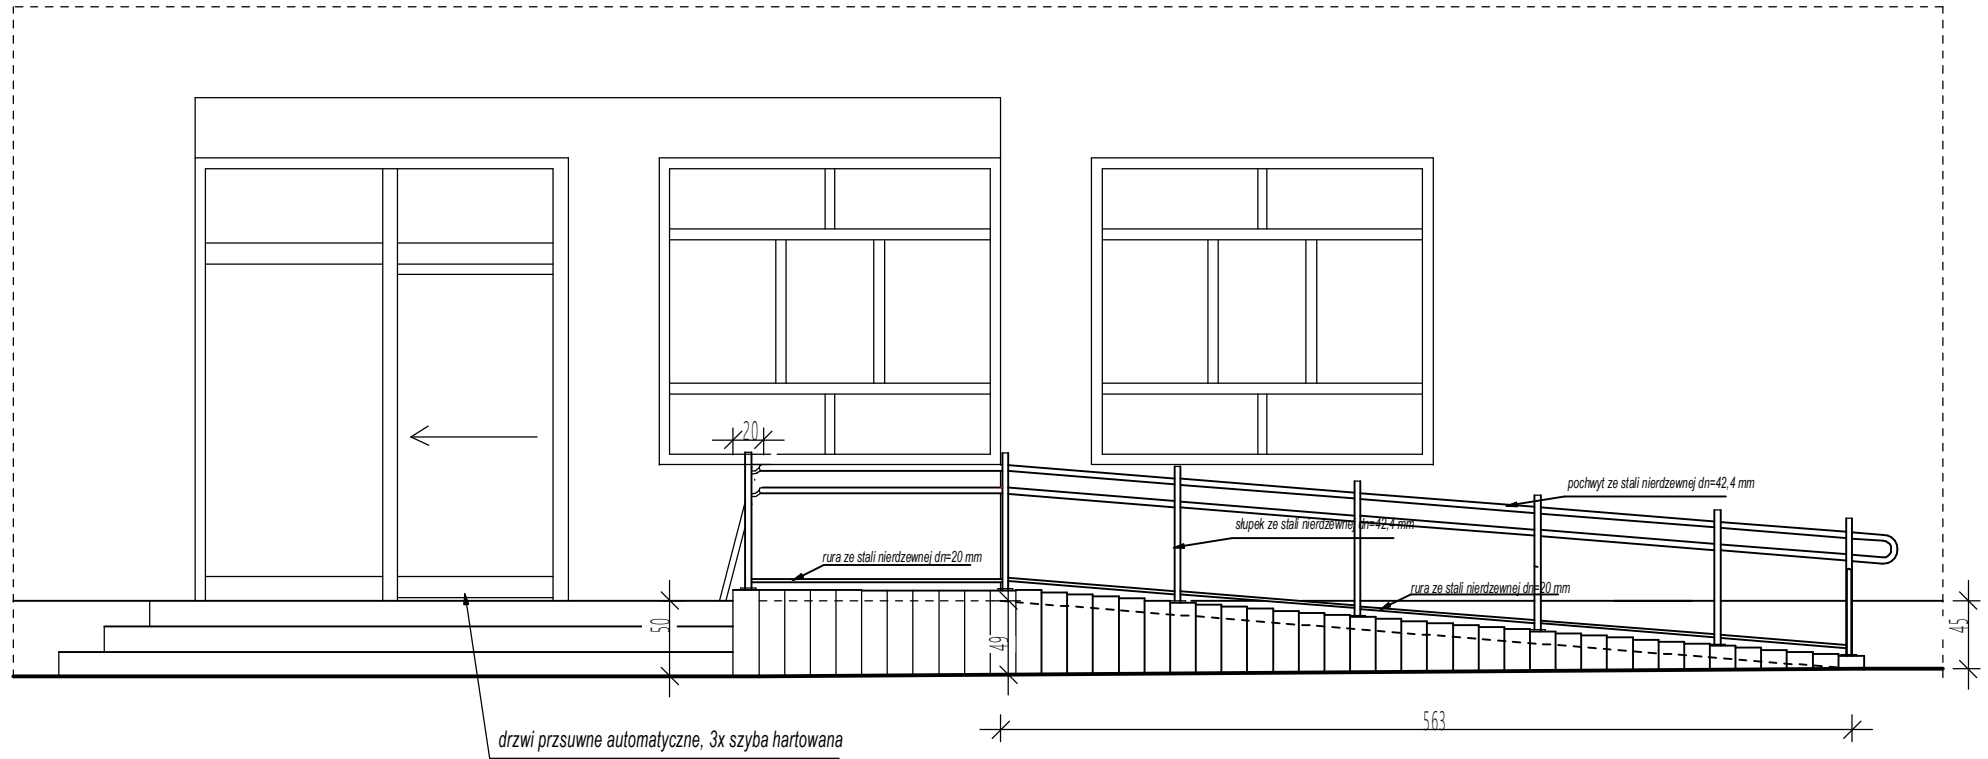 20
pochwyt ze stali nierdzewnej dn=42,4 mm
słupek ze stali nierdzewnej dn=42,4 mm
rura ze stali nierdzewnej dn=20 mm
rura ze stali nierdzewnej dn=20 mm
50
49
45
563
drzwi przsuwne automatyczne, 3x szyba hartowana